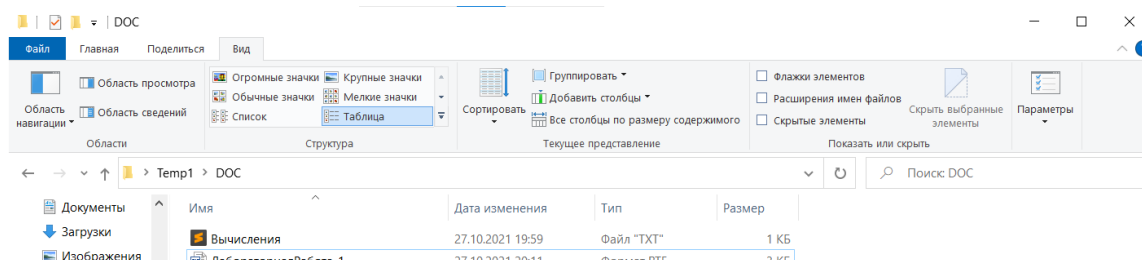 DOC
Файл Главная Поделиться Вид
Область навигации
Область просмотра
Область сведений
Области
Огромные значки Крупные значки
Обычные значки Мелкие значки
Список Таблица
Структура
Сортировать
Группировать
Добавить столбцы
Все столбцы по размеру содержимого
Текущее представление
Флажки элементов
Расширения имен файлов
Скрытые элементы
Скрыть выбранные
элементы
Показать или скрыть
Параметры
Temp1 > DOC
Поиск: DOC
Документы
Загрузки
Изображения
Имя Дата изменения Тип Размер
Вычисления 27.10.2021 19:59 Файл "TXT" 1 КБ